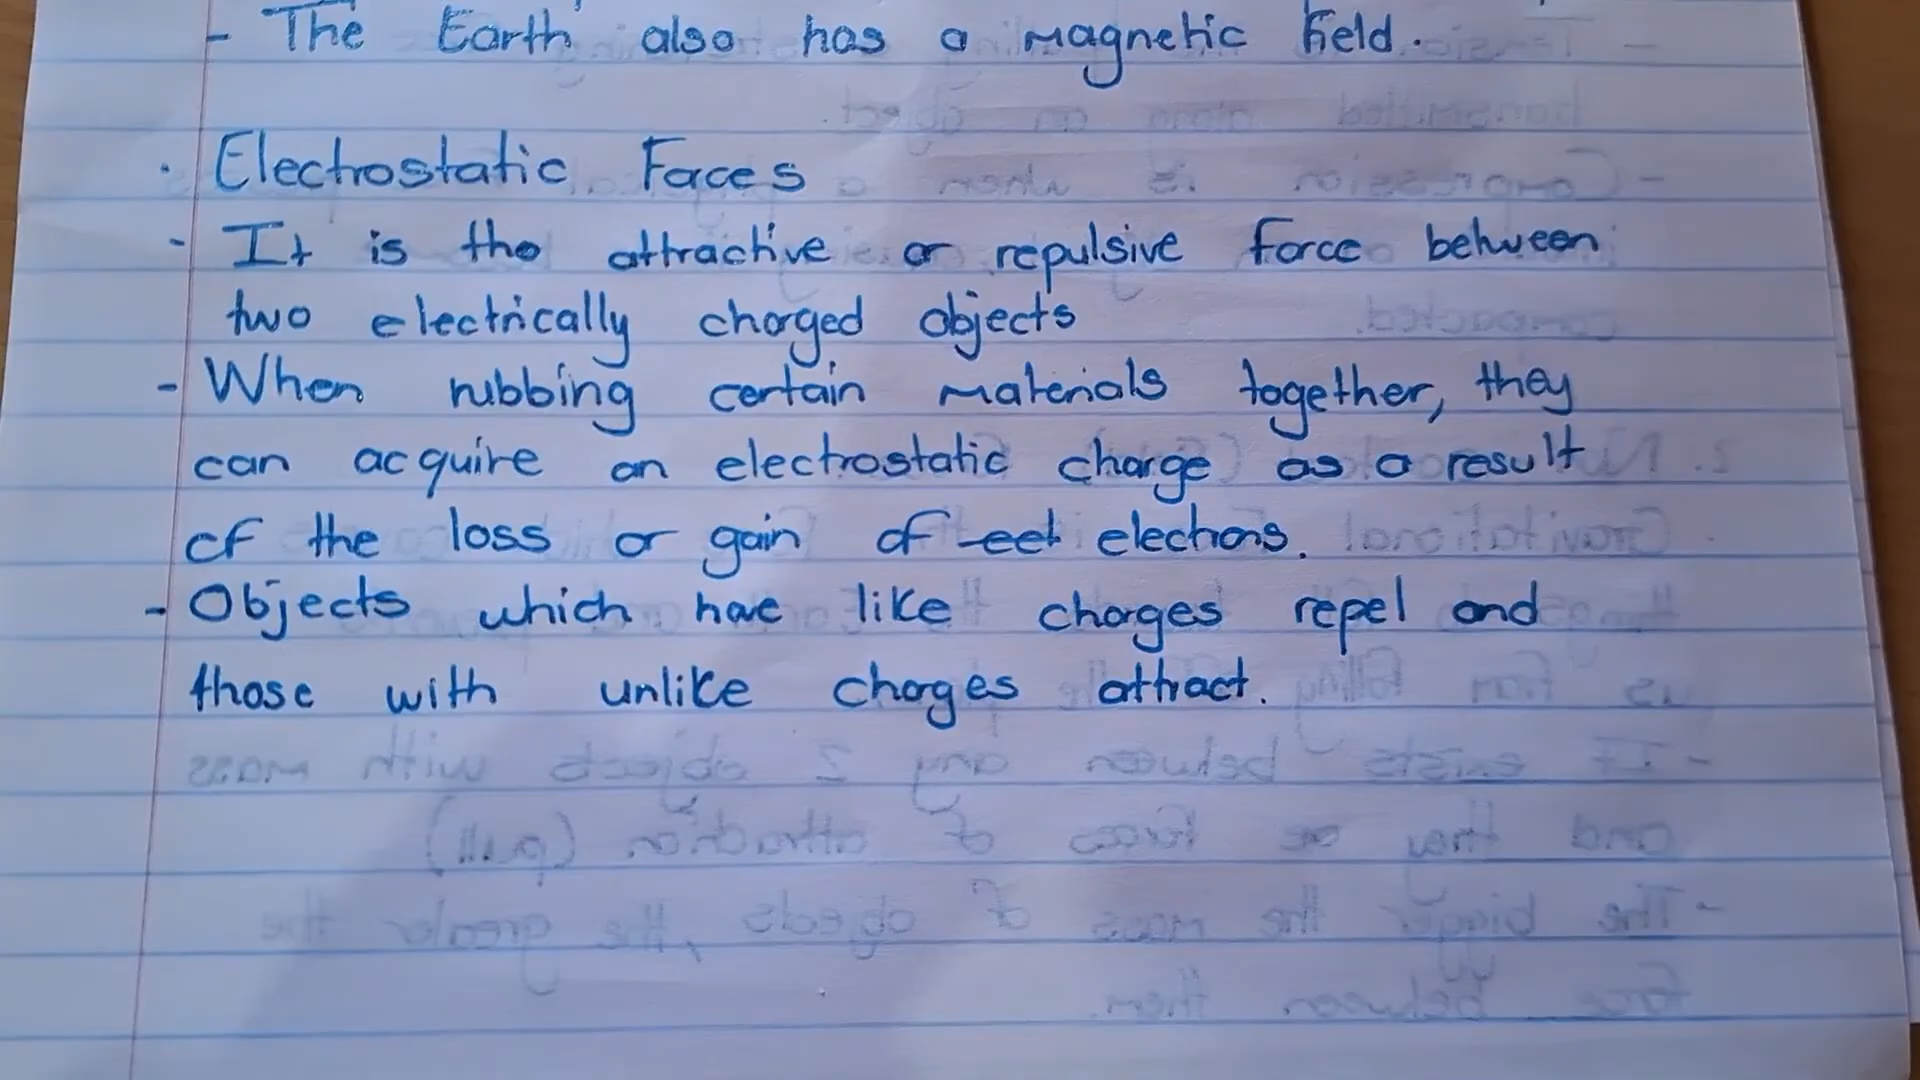 - The Earth also has a magnetic field.
· Electrostatic Faces
- It is the attractive or repulsive force between
two electrically charged objects
- When rubbing certain materials together, they
can acquire an electrostatic charge as a result
of the loss or gain of eet electrons.
- Objects which have like charges repel and
those with unlike charges attract.